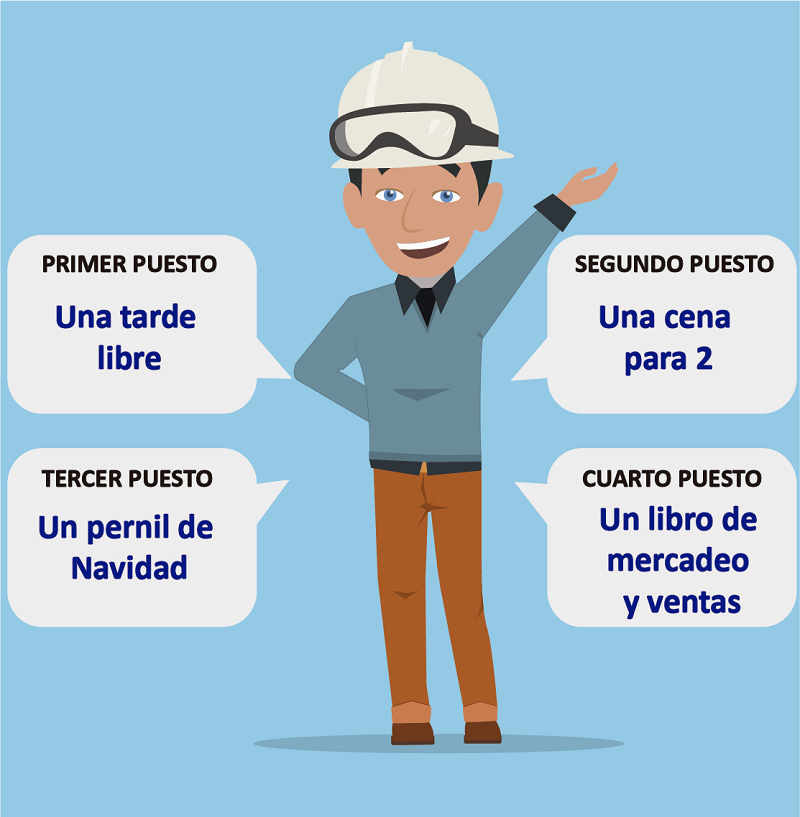 PRIMER PUESTO
Una tarde
libre
SEGUNDO PUESTO
Una cena
para 2
TERCER PUESTO
Un pernil de
Navidad
CUARTO PUESTO
Un libro de
mercadeo
y ventas